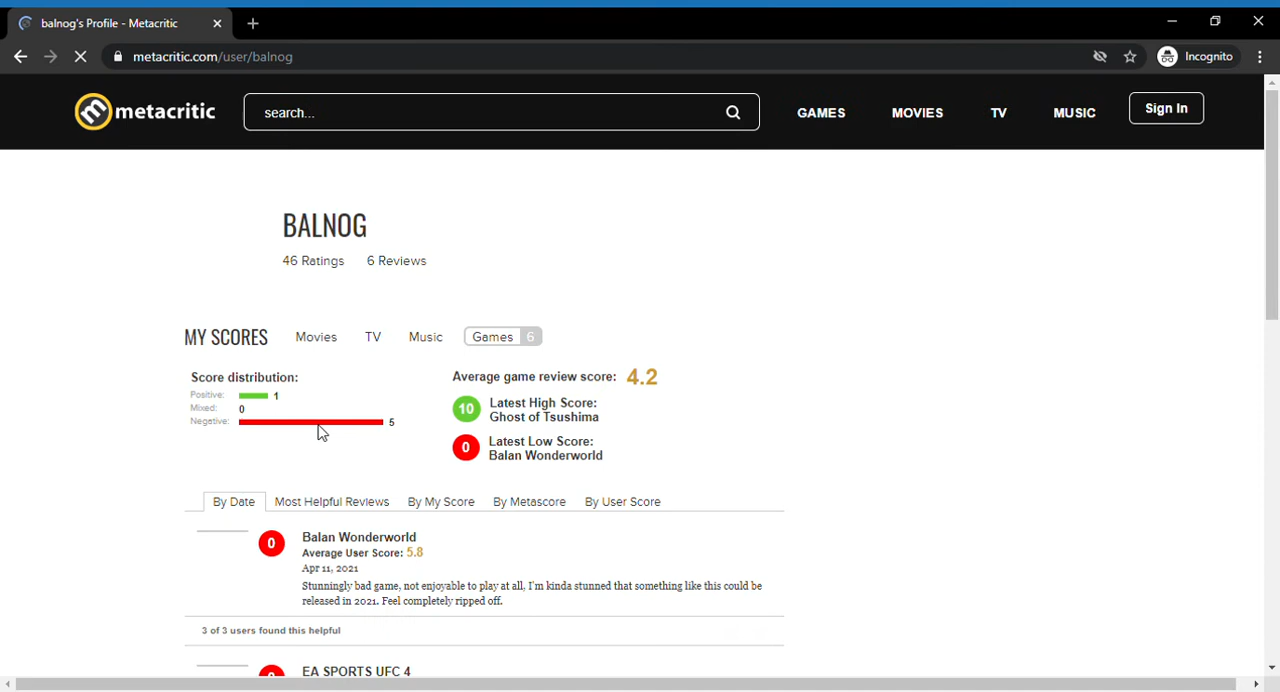 balnog's Profile - Metacritic
metacritic.com/user/balnog
Incognito
metacritic
search...
GAMES
MOVIES
TV
MUSIC
Sign In
BALNOG
46 Ratings 6 Reviews
MY SCORES Movies TV Music Games 6
Score distribution:
Positive: 1
Mixed: 0
Negative: 5
Average game review score: 4.2
10 Latest High Score:
Ghost of Tsushima
0 Latest Low Score:
Balan Wonderworld
By Date Most Helpful Reviews By My Score By Metascore By User Score
0 Balan Wonderworld
Average User Score: 5.8
Apr 11, 2021
Stunningly bad game, not enjoyable to play at all, I'm kinda stunned that something like this could be
released in 2021. Feel completely ripped off.
3 of 3 users found this helpful
0 EA SPORTS UFC 4